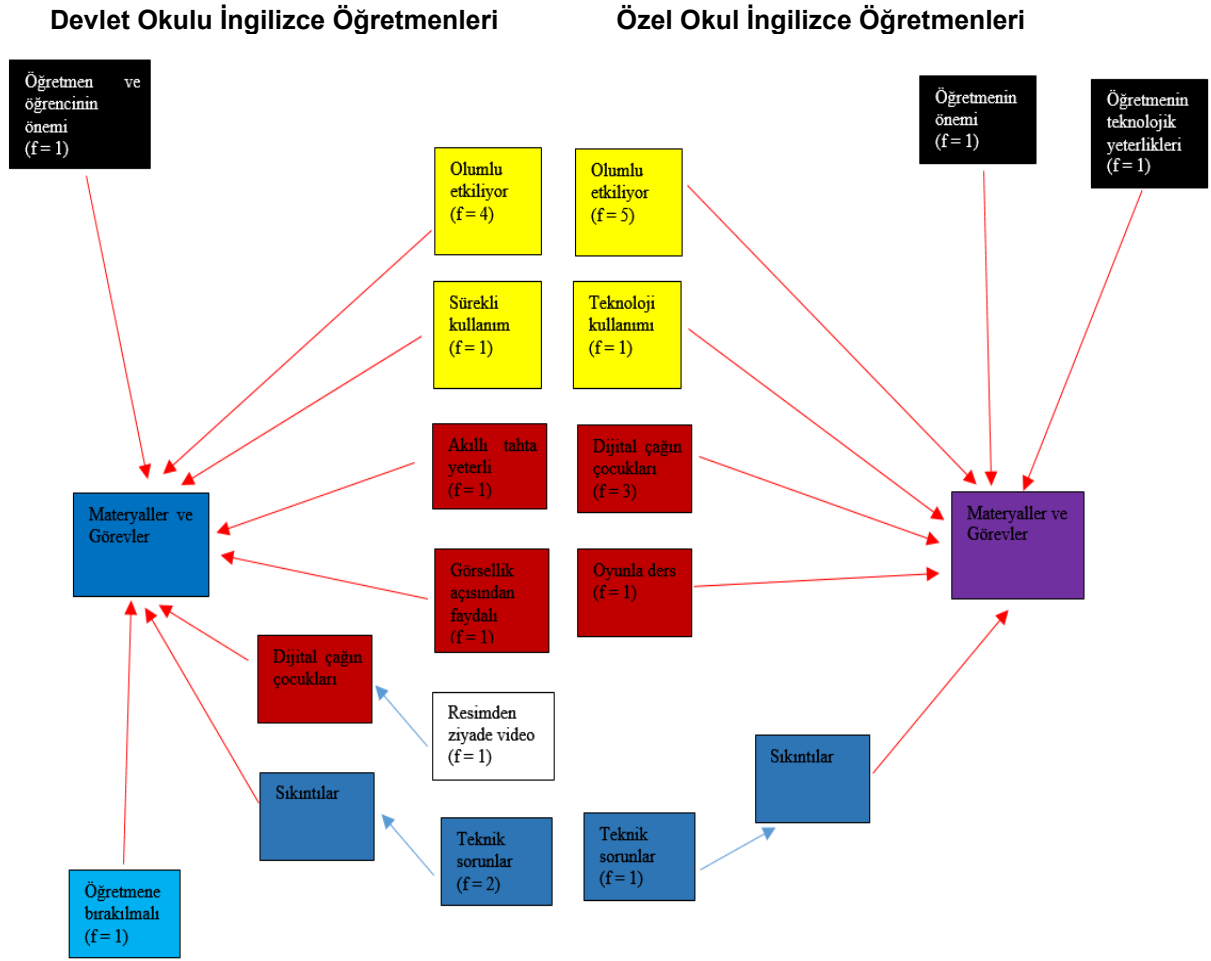 Devlet Okulu İngilizce Öğretmenleri
Özel Okul İngilizce Öğretmenleri
Öğretmen ve
öğrencinin
önemi
(f = 1)
Öğretmenin
önemi
(f = 1)
Öğretmenin
teknolojik
yeterlikleri
(f = 1)
Olumlu
etkiliyor
(f = 4)
Olumlu
etkiliyor
(f = 5)
Sürekli
kullanım
(f = 1)
Teknoloji
kullanımı
(f = 1)
Akıllı tahta
yeterli
(f = 1)
Dijital çağın
çocukları
(f = 3)
Materyaller ve
Görevler
Materyaller ve
Görevler
Görsellik
açısından
faydalı
(f = 1)
Oyunla ders
(f = 1)
Dijital çağın
çocukları
Resimden
ziyade video
(f = 1)
Sıkıntılar
Sıkıntılar
Teknik
sorunlar
(f = 2)
Teknik
sorunlar
(f = 1)
Öğretmene
bırakılmalı
(f = 1)